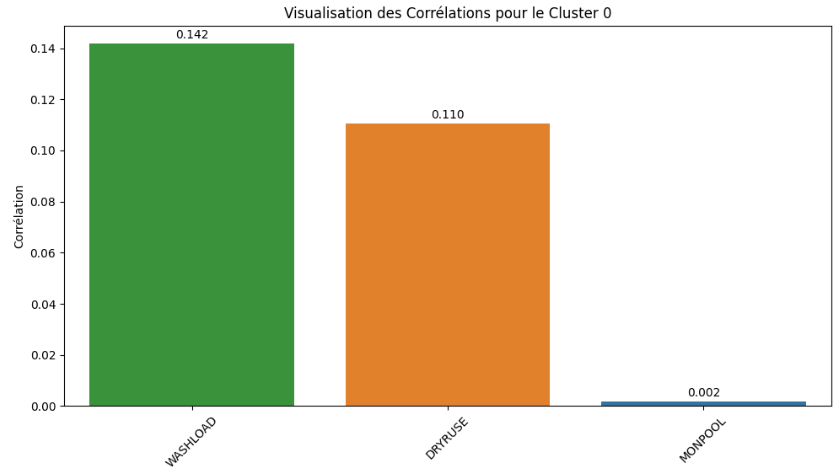 Visualisation des Corrélations pour le Cluster 0
Corrélation
0.14
0.12
0.10
0.08
0.06
0.04
0.02
0.00
0.142
0.110
0.002
WASHLOAD
DRYRUSE
MONPOOL